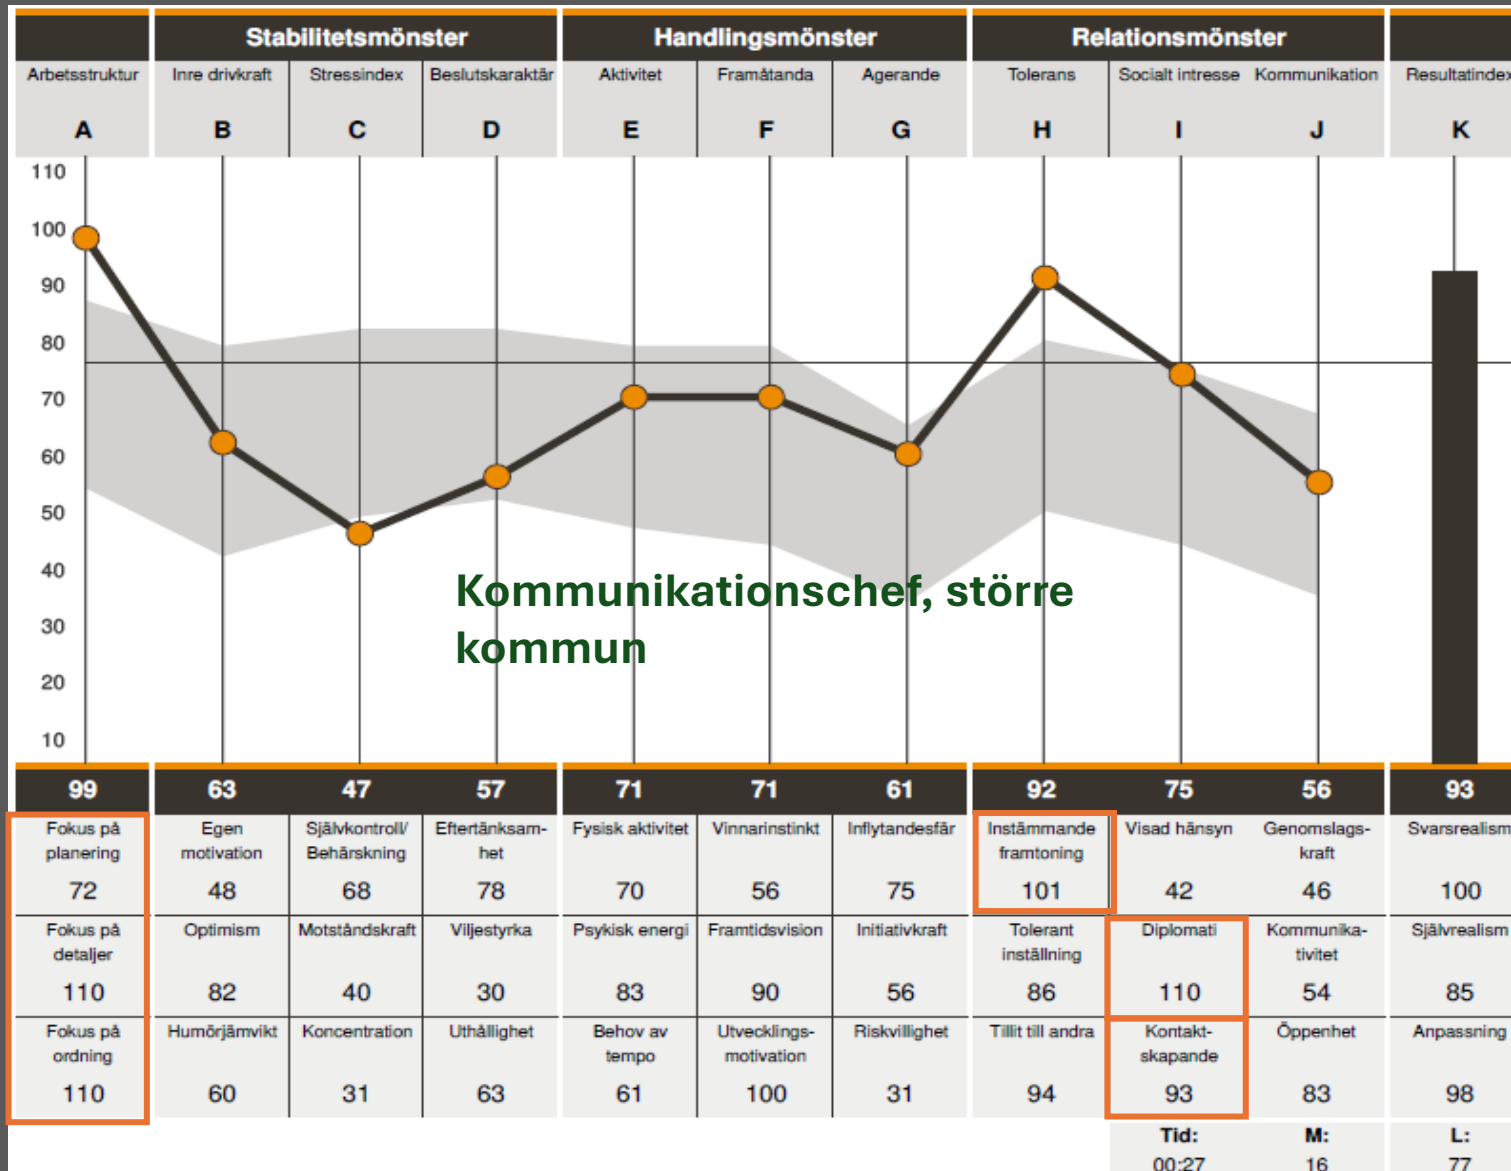 Stabilitetsmönster Handlingsmönster Relationsmönster
Arbetsstruktur Inre drivkraft Stressindex Beslutskaraktär Aktivitet Framåtanda Agerande Tolerans Socialt intresse Kommunikation Resultatindex
A B C D E F G H I J K
110
100
90
80
70
60
50
40
30
20
10
Kommunikationschef, större
kommun
99 63 47 57 71 71 61 92 75 56 93
Fokus på Egen Självkontroll/ Eftertänksam- Fysisk aktivitet Vinnarinstinkt Inflytandesfär Instämmande Visad hänsyn Genomslags- Svarsrealism
planering motivation Behärskning het framtoning kraft
72 48 68 78 70 56 75 101 42 46 100
Fokus på Optimism Motståndskraft Viljestyrka Psykisk energi Framtidsvision Initiativkraft Tolerant Diplomati Kommunika- Självrealism
detaljer inställning tivitet
110 82 40 30 83 90 56 86 110 54 85
Fokus på Humörjämvikt Koncentration Uthållighet Behov av Utvecklings- Riskvillighet Tillit till andra Kontakt- Öppenhet Anpassning
ordning tempo motivation skapande
110 60 31 63 61 100 31 94 93 83 98
Tid: M: L:
00:27 16 77